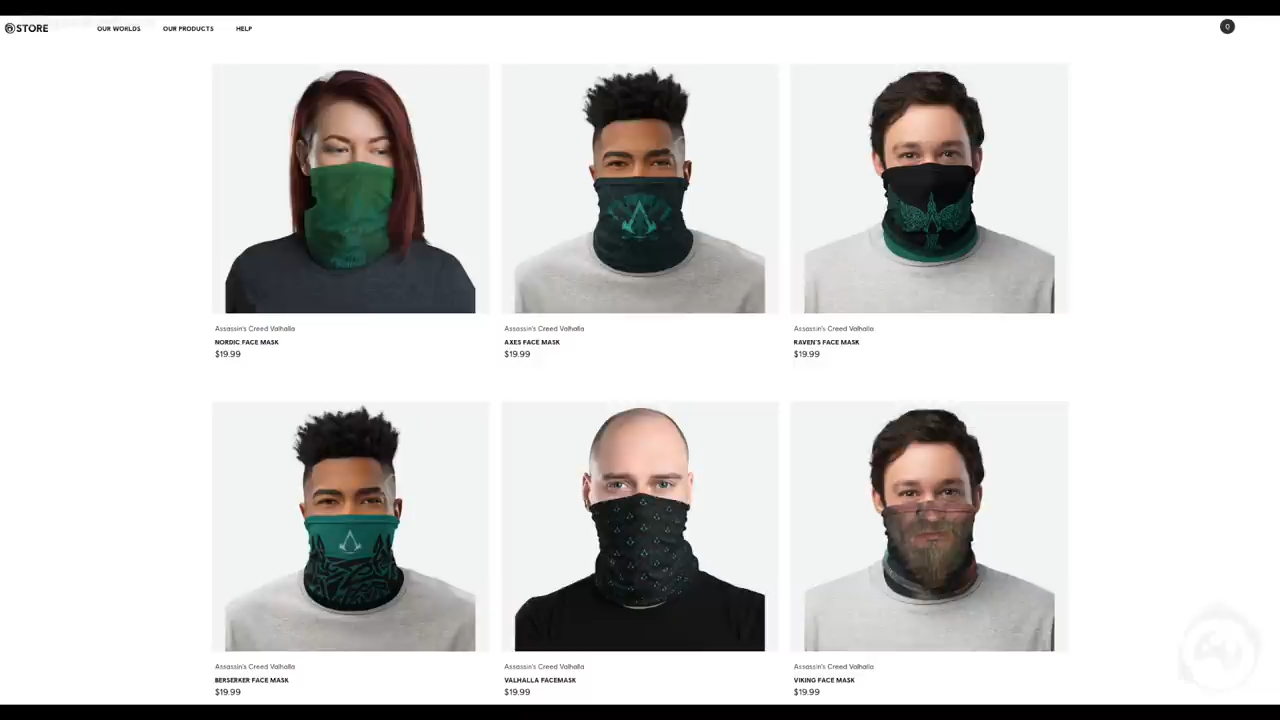 STORE
OUR WORLDS
OUR PRODUCTS
HELP
0
Assassin's Creed Valhalla
NORDIC FACE MASK
$19.99
Assassin's Creed Valhalla
AXES FACE MASK
$19.99
Assassin's Creed Valhalla
RAVEN'S FACE MASK
$19.99
Assassin's Creed Valhalla
BERSERKER FACE MASK
$19.99
Assassin's Creed Valhalla
VALHALLA FACEMASK
$19.99
Assassin's Creed Valhalla
VIKING FACE MASK
$19.99